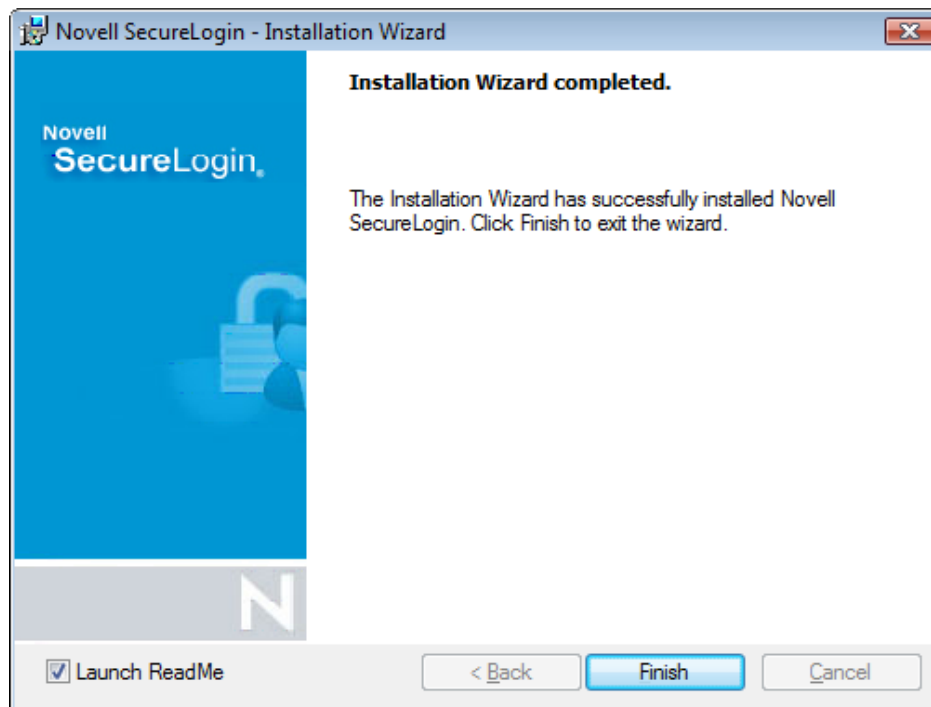 Novell SecureLogin - Installation Wizard
Novell
SecureLogin®
Installation Wizard completed.
The Installation Wizard has successfully installed Novell
SecureLogin. Click Finish to exit the wizard.
N
Launch ReadMe
< Back
Finish
Cancel